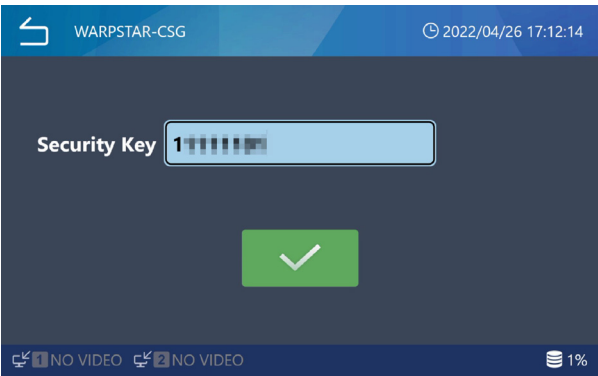 WARPSTAR-CSG
2022/04/26 17:12:14
Security Key
1 NO VIDEO 2 NO VIDEO
1%